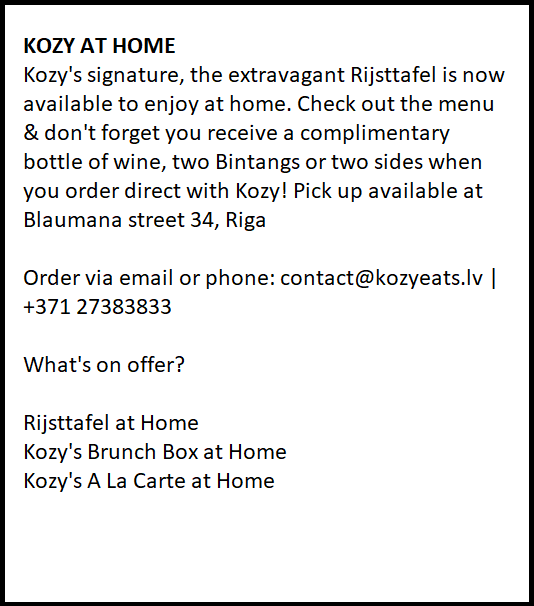 KOZY AT HOME
Kozy's signature, the extravagant Rijsttafel is now
available to enjoy at home. Check out the menu
& don't forget you receive a complimentary
bottle of wine, two Bintangs or two sides when
you order direct with Kozy! Pick up available at
Blaumana street 34, Riga
Order via email or phone: contact@kozyeats.lv |
+371 27383833
What's on offer?
Rijsttafel at Home
Kozy's Brunch Box at Home
Kozy's A La Carte at Home